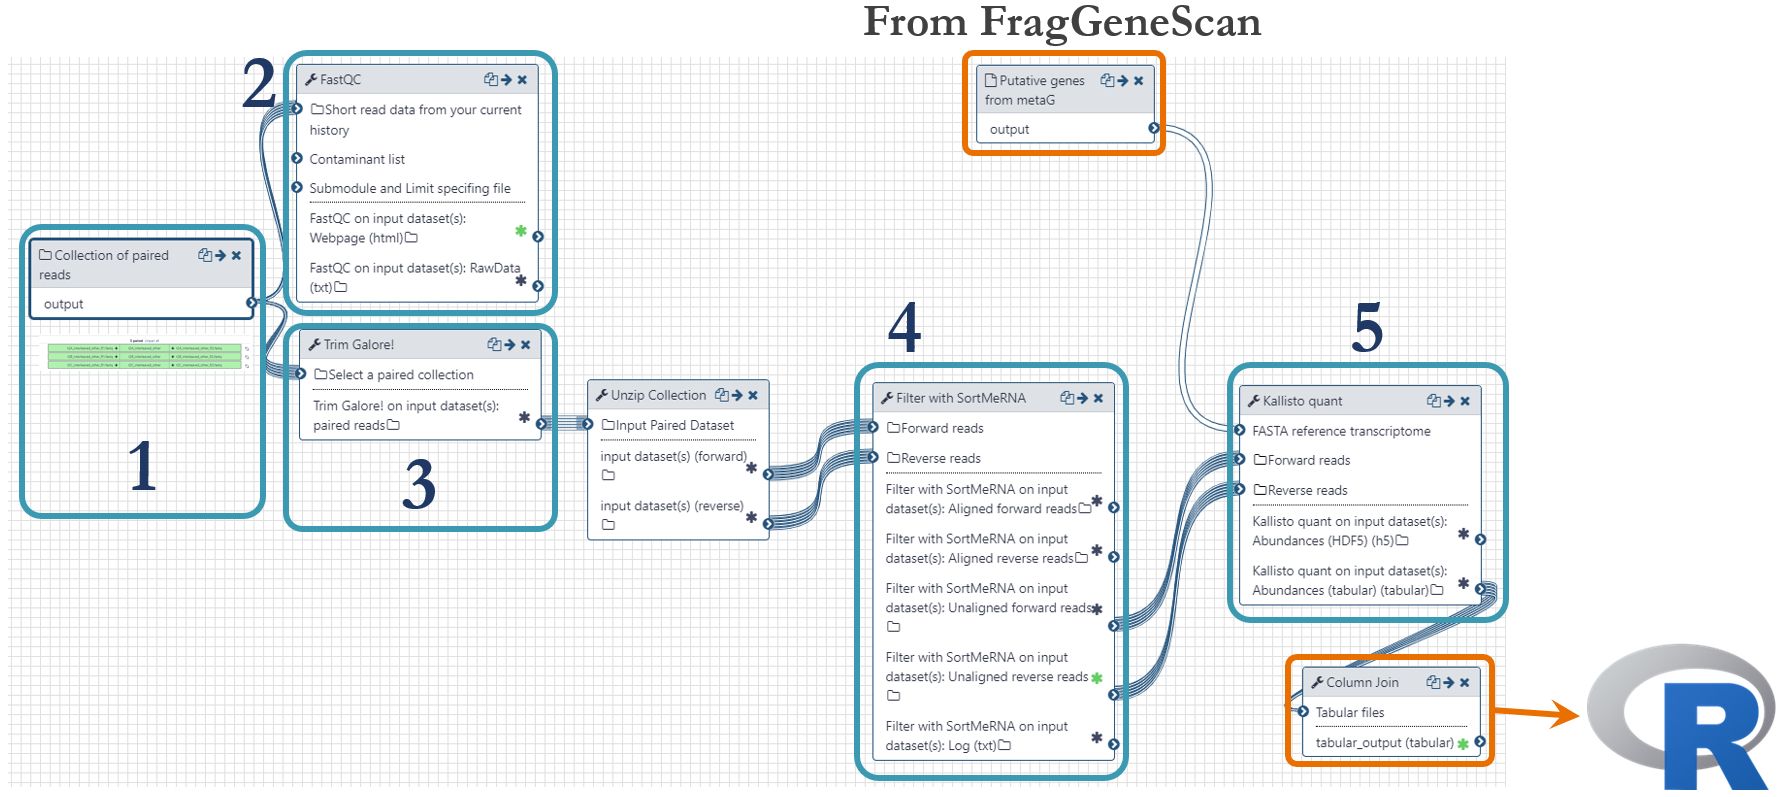 From FragGeneScan
2
FastQC
Short read data from your current
history
Contaminant list
Submodule and Limit specifing file
FastQC on input dataset(s):
Webpage (html)
FastQC on input dataset(s): RawData
(txt)
Putative genes
from metaG
output
Collection of paired
reads
output
1
Trim Galore!
Select a paired collection
Trim Galore! on input dataset(s):
paired reads
3
Unzip Collection
Input Paired Dataset
input dataset(s) (forward)
input dataset(s) (reverse)
4
Filter with SortMeRNA
Forward reads
Reverse reads
Filter with SortMeRNA on input
dataset(s): Aligned forward reads
Filter with SortMeRNA on input
dataset(s): Aligned reverse reads
Filter with SortMeRNA on input
dataset(s): Unaligned forward reads
Filter with SortMeRNA on input
dataset(s): Unaligned reverse reads
Filter with SortMeRNA on input
dataset(s): Log (txt)
5
Kallisto quant
FASTA reference transcriptome
Forward reads
Reverse reads
Kallisto quant on input dataset(s):
Abundances (HDF5) (h5)
Kallisto quant on input dataset(s):
Abundances (tabular) (tabular)
Column Join
Tabular files
tabular_output (tabular)
R